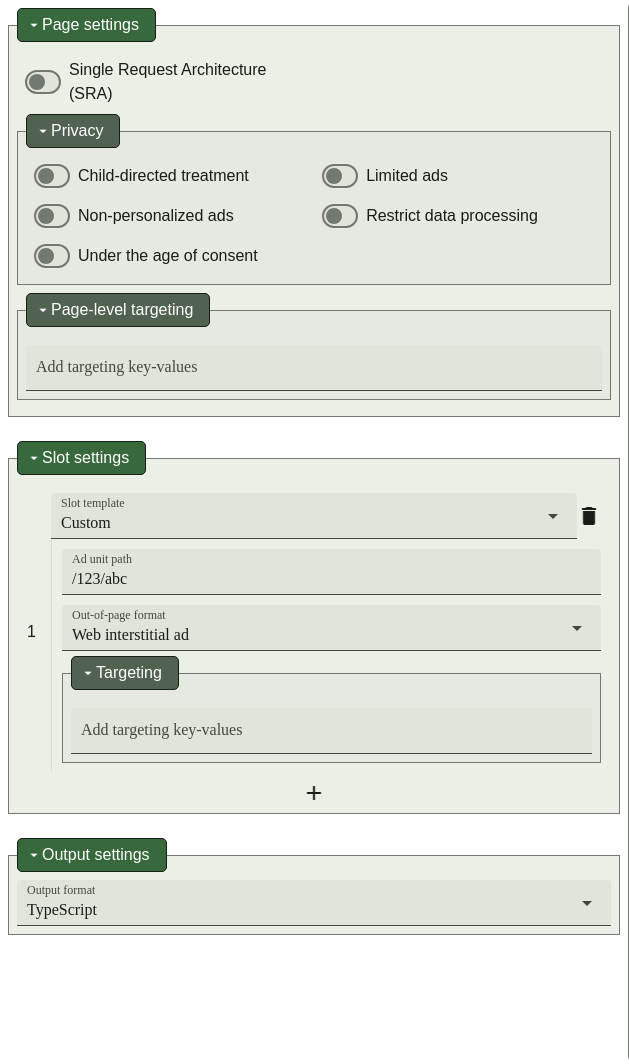 Page settings
Single Request Architecture
(SRA)
Privacy
Child-directed treatment
Limited ads
Non-personalized ads
Restrict data processing
Under the age of consent
Page-level targeting
Add targeting key-values
Slot settings
Slot template
Custom
Ad unit path
/123/abc
1
Out-of-page format
Web interstitial ad
Targeting
Add targeting key-values
+
Output settings
Output format
TypeScript